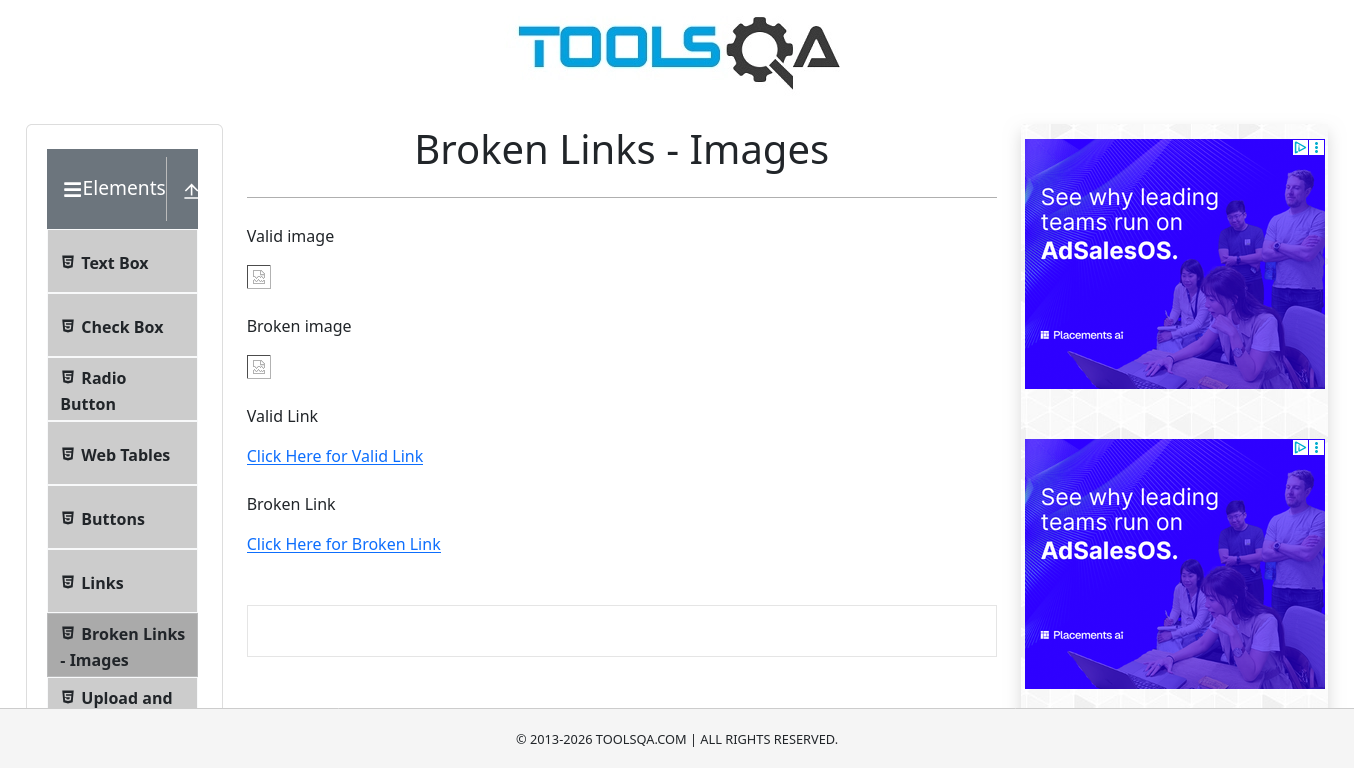 TOOLSQA
Elements
Text Box
Check Box
Radio
Button
Web Tables
Buttons
Links
Broken Links
- Images
Upload and
Broken Links - Images
Valid image
Broken image
Valid Link
Click Here for Valid Link
Broken Link
Click Here for Broken Link
See why leading
teams run on
AdSalesOS.
Placements ai
See why leading
teams run on
AdSalesOS.
Placements ai
© 2013-2026 TOOLSQA.COM | ALL RIGHTS RESERVED.